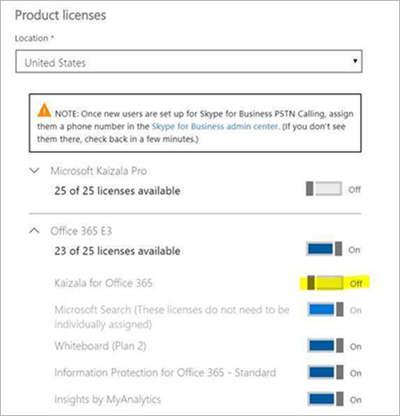 Product licenses
Location *
United States
NOTE: Once new users are set up for Skype for Business PSTN Calling, assign
them a phone number in the Skype for Business admin center. (If you don't see
them there, check back in a few minutes.)
Microsoft Kaizala Pro
25 of 25 licenses available
Off
Office 365 E3
23 of 25 licenses available
On
Kaizala for Office 365
Off
Microsoft Search (These licenses do not need to be
individually assigned)
On
Whiteboard (Plan 2)
On
Information Protection for Office 365 - Standard
On
Insights by MyAnalytics
On